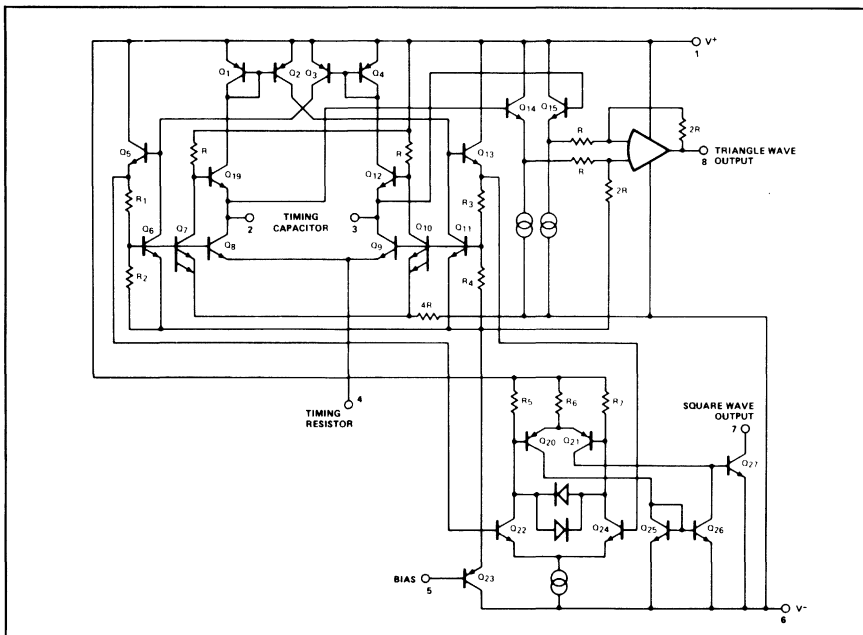 V+
1
Q1
Q2
Q3
Q4
Q14
Q15
R
2R
Q5
R
R
Q13
TRIANGLE WAVE
8 OUTPUT
R
Q19
Q12
R1
R3
2R
2
TIMING
CAPACITOR
3
Q6
Q7
Q8
Q9
Q10
Q11
R2
R4
4R
4
TIMING
RESISTOR
R5
R6
R7
SQUARE WAVE
OUTPUT
7
Q20
Q21
Q27
Q22
Q24
Q25
Q26
BIAS
5
Q23
V-
6